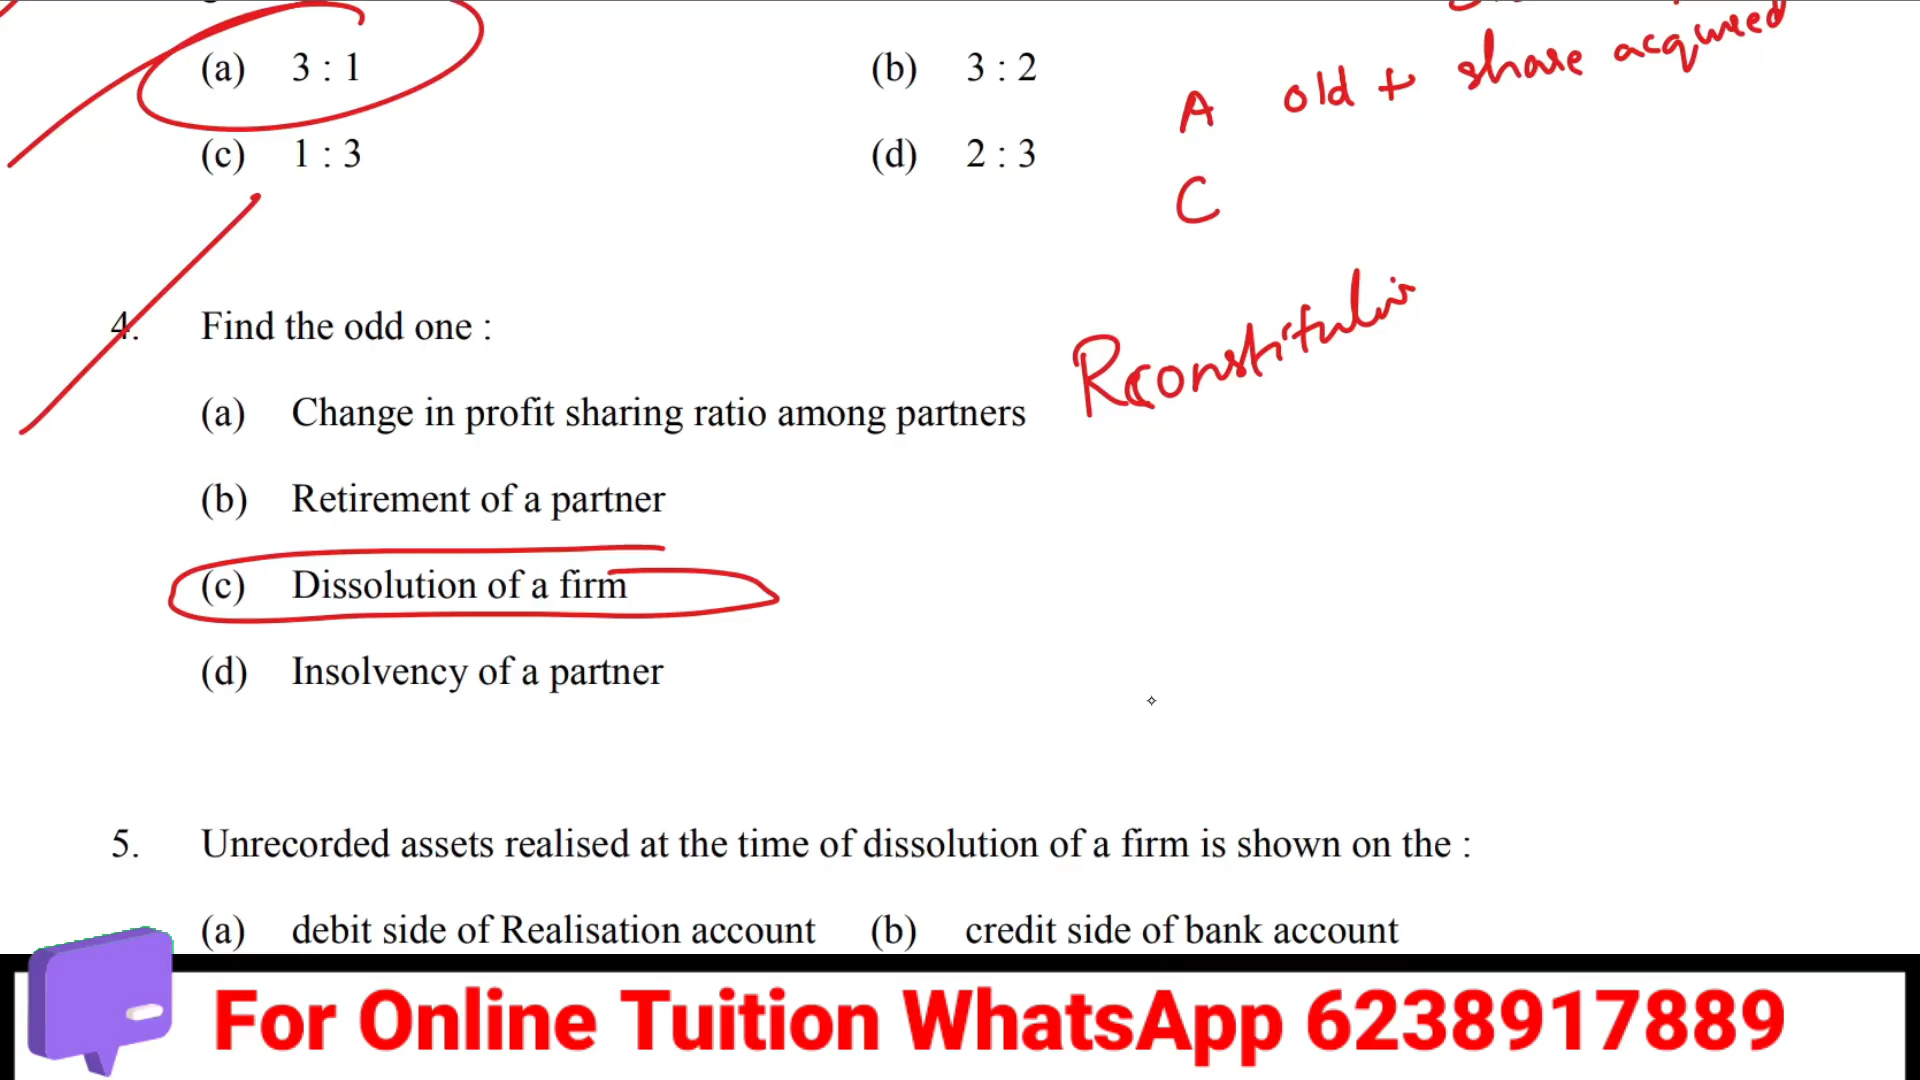 share acquired
(a) 3 : 1 (b) 3 : 2 A old +
(c) 1 : 3 (d) 2 : 3
C
4. Find the odd one :
(a) Change in profit sharing ratio among partners
(b) Retirement of a partner
(c) Dissolution of a firm
(d) Insolvency of a partner
5. Unrecorded assets realised at the time of dissolution of a firm is shown on the :
(a) debit side of Realisation account (b) credit side of bank account
For Online Tuition WhatsApp 6238917889